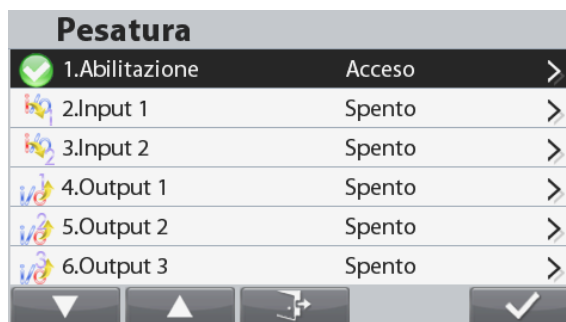 Pesatura
1.Abilitazione Acceso
2.Input 1 Spento
3.Input 2 Spento
4.Output 1 Spento
5.Output 2 Spento
6.Output 3 Spento